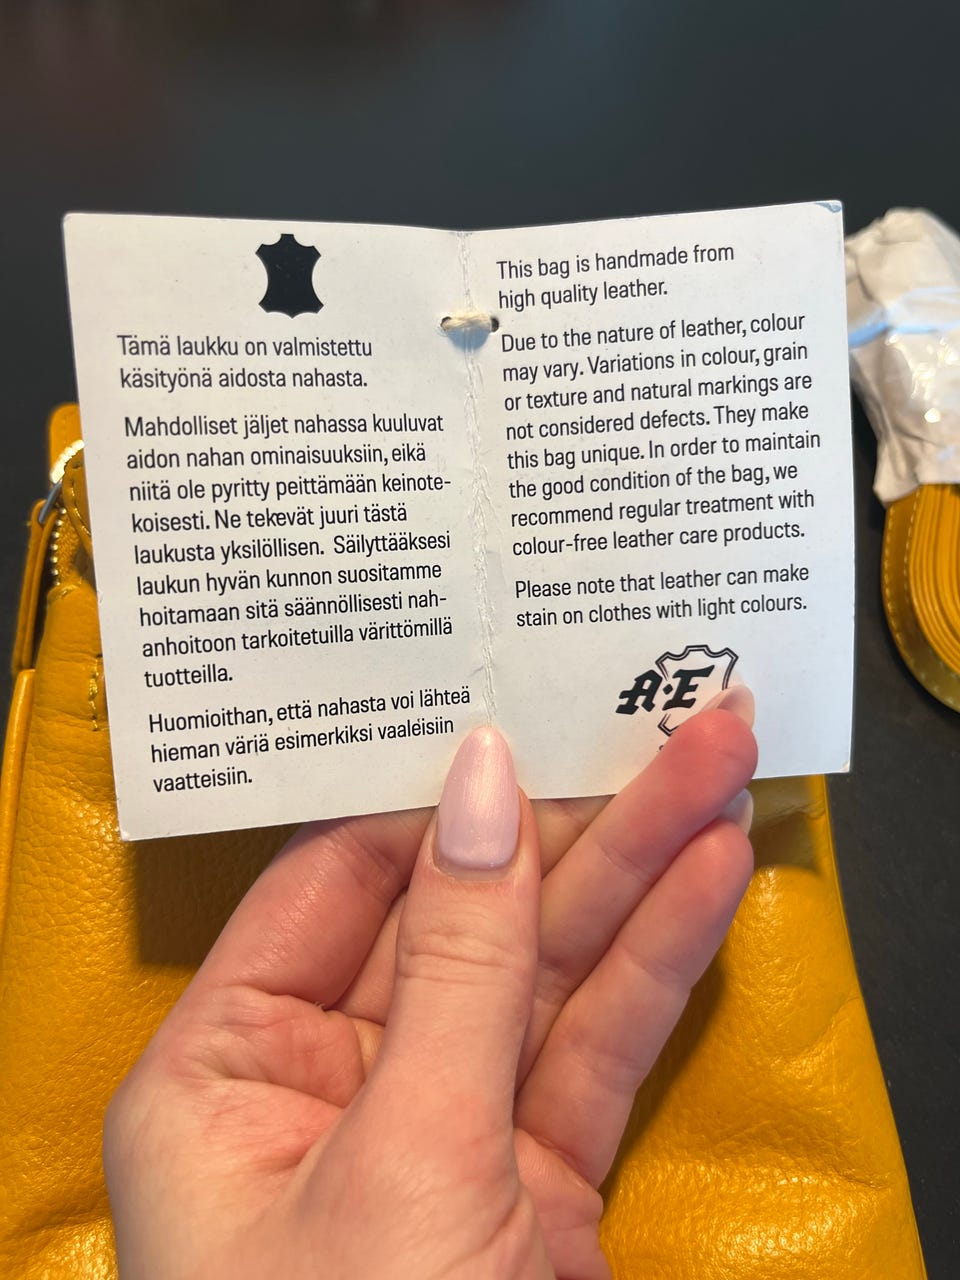 Tämä laukku on valmistettu
käsityönä aidosta nahasta.
Mahdolliset jäljet nahassa kuuluvat
aidon nahan ominaisuuksiin, eikä
niitä ole pyritty peittämään keinote-
koisesti. Ne tekevät juuri tästä
laukusta yksilöllisen. Säilyttääksesi
laukun hyvän kunnon suositamme
hoitamaan sitä säännöllisesti nah-
anhoitoon tarkoitetuilla värittömillä
tuotteilla.
Huomioithan, että nahasta voi lähteä
hieman väriä esimerkiksi vaaleisiin
vaatteisiin.
This bag is handmade from
high quality leather.
Due to the nature of leather, colour
may vary. Variations in colour, grain
or texture and natural markings are
not considered defects. They make
this bag unique. In order to maintain
the good condition of the bag, we
recommend regular treatment with
colour-free leather care products.
Please note that leather can make
stain on clothes with light colours.
A·E